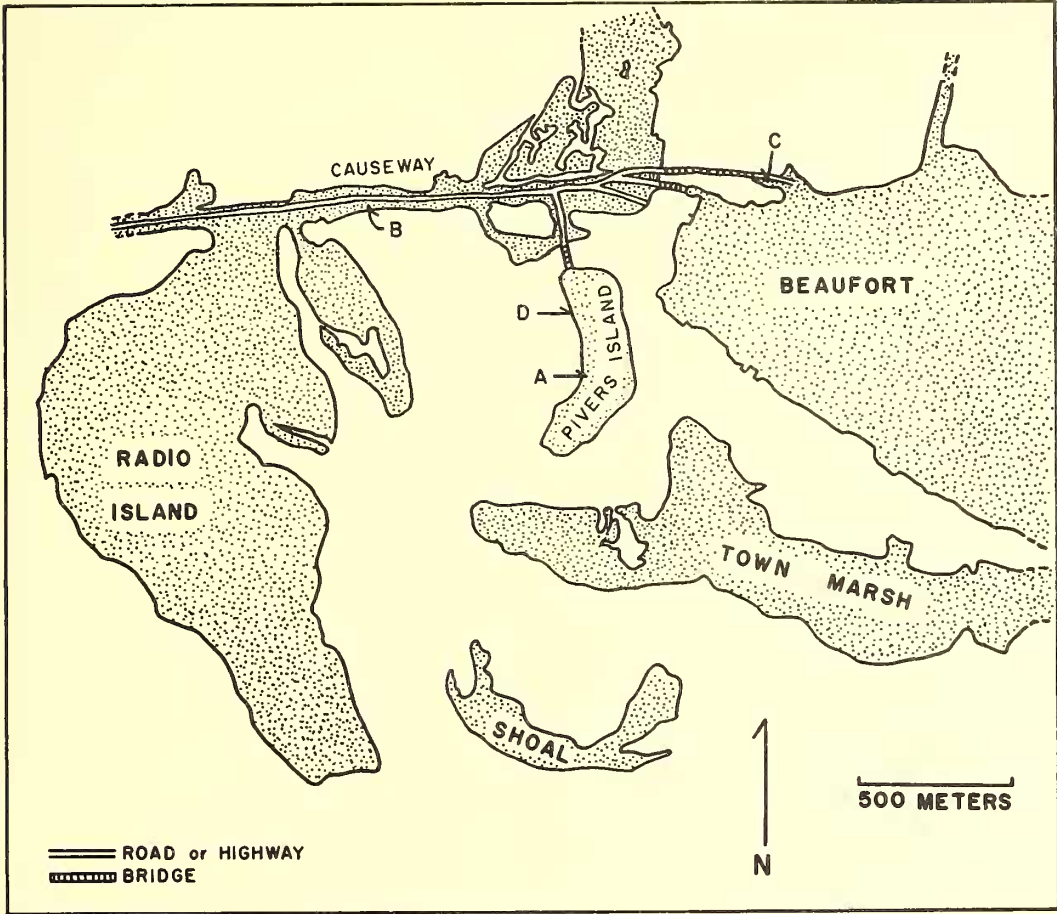 CAUSEWAY
C
B
BEAUFORT
D
PIVERS ISLAND
A
RADIO
ISLAND
TOWN MARSH
SHOAL
500 METERS
ROAD or HIGHWAY
BRIDGE
N